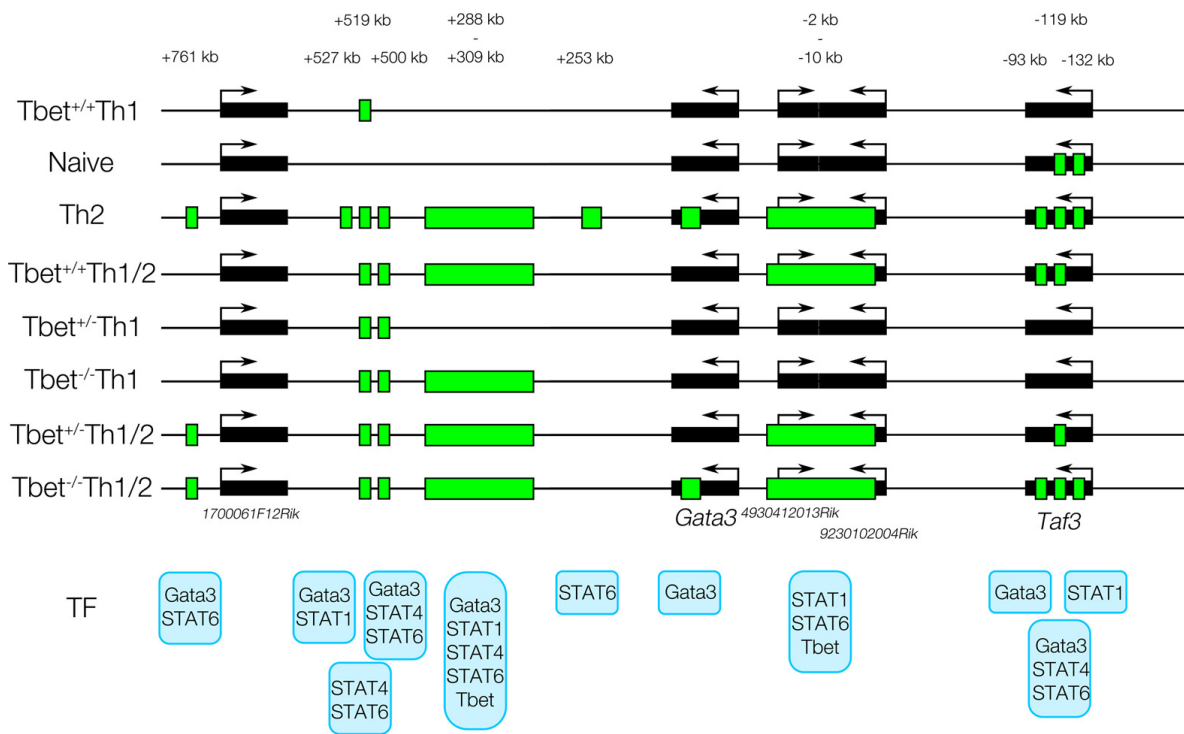 +519 kb
+288 kb
-2 kb
-119 kb
-
-
+761 kb
+527 kb
+500 kb
+309 kb
+253 kb
-10 kb
-93 kb
-132 kb
Tbet+/+Th1
Naive
Th2
Tbet+/+Th1/2
Tbet+/-Th1
Tbet-/-Th1
Tbet+/-Th1/2
Tbet-/-Th1/2
1700061F12Rik
Gata3
4930412013Rik
9230102004Rik
Taf3
TF
Gata3
STAT6
Gata3
STAT1
STAT4
STAT6
Gata3
STAT4
STAT6
Gata3
STAT1
STAT4
STAT6
Tbet
STAT6
Gata3
STAT1
STAT6
Tbet
Gata3
STAT1
Gata3
STAT4
STAT6